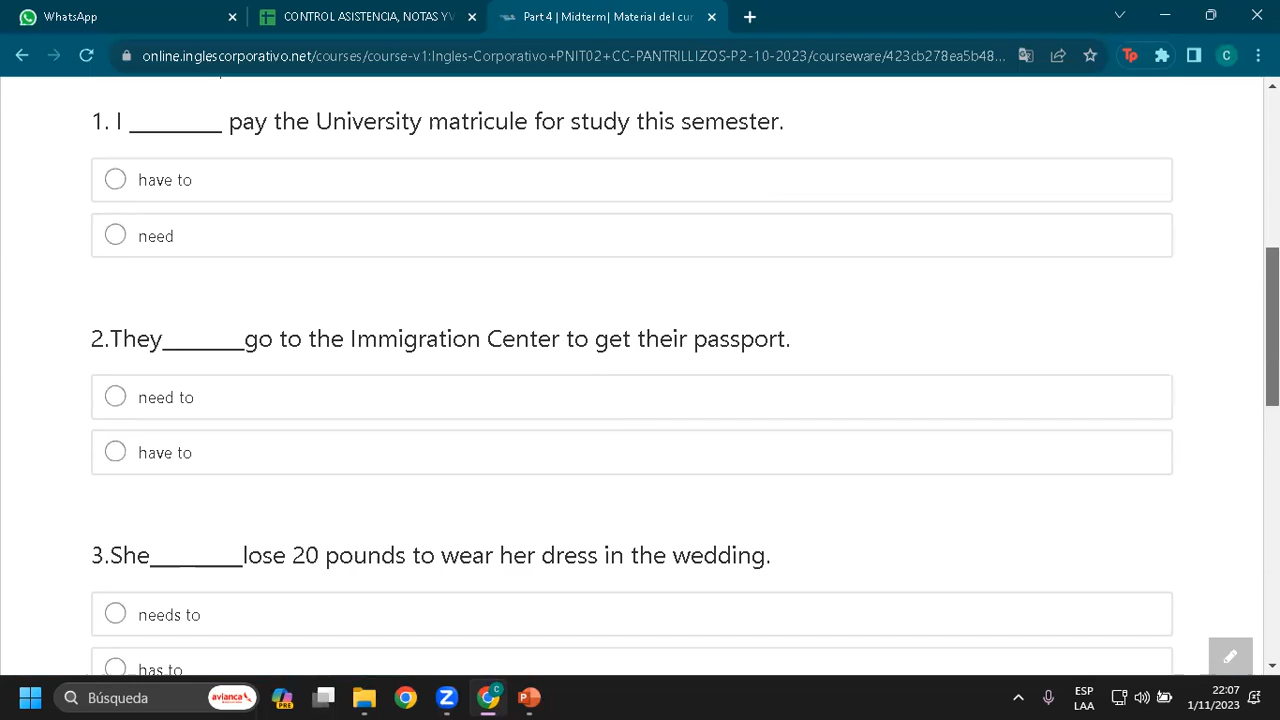 WhatsApp
CONTROL ASISTENCIA, NOTAS Y V
Part 4 | Midterm | Material del cur
online.inglescorporativo.net/courses/course-v1:Ingles-Corporativo+PNIT02+CC-PANTRILLIZOS-P2-10-2023/courseware/423cb278ea5b48...
C
1. I _______ pay the University matricule for study this semester.
have to
need
2.They_______go to the Immigration Center to get their passport.
need to
have to
3.She________lose 20 pounds to wear her dress in the wedding.
needs to
has to
Búsqueda
avianca
PRE
C
P
ESP
LAA
22:07
1/11/2023